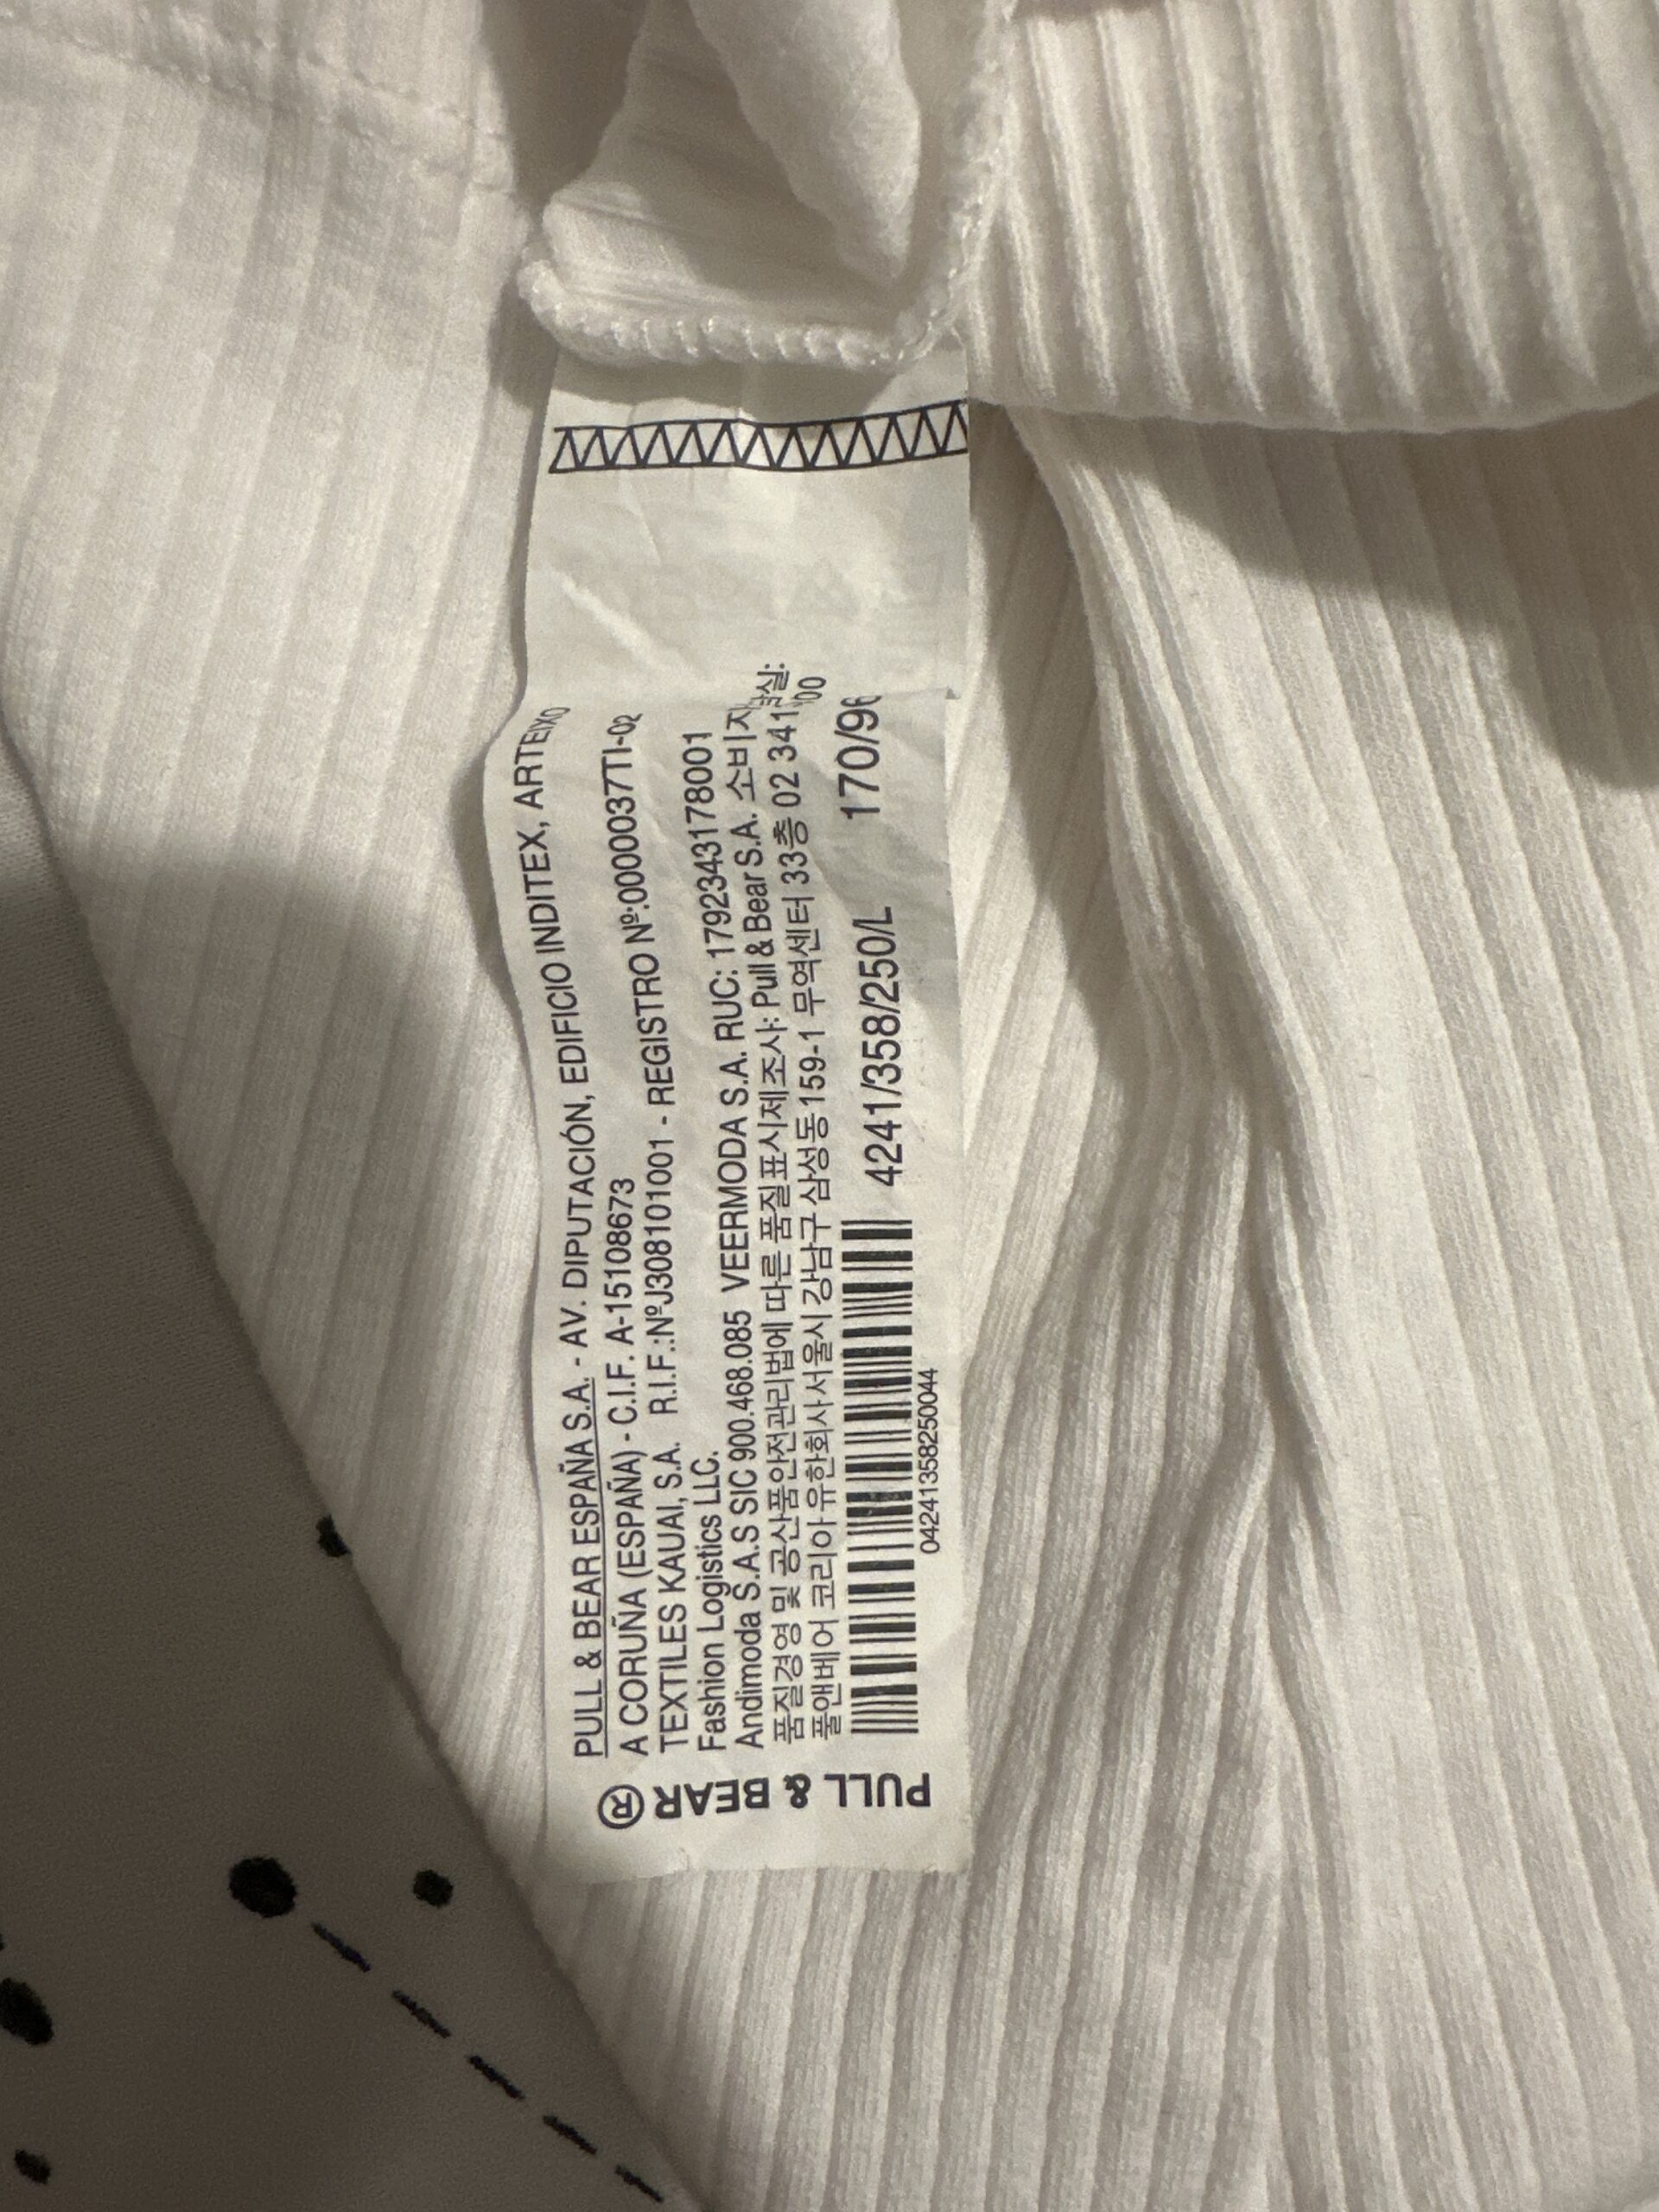 PULL & BEAR ESPAÑA S.A. - AV. DIPUTACIÓN, EDIFICIO INDITEX, ARTEIXO
A CORUÑA (ESPAÑA) - C.I.F. A-15108673
TEXTILES KAUAI, S.A. R.I.F.:NºJ308101001 - REGISTRO Nº:0000037TI-02
Fashion Logistics LLC.
Andimoda S.A.S SIC 900.468.085 VEERMODA S.A. RUC: 1792343178001
품질경영 및 공산품안전관리법에 따른 품질표시제조사: Pull & Bear S.A. 소비자
풀앤베어 코리아 유한회사 서울시 강남구 삼성동 159-1 무역센터 33층 02 341
4241/358/250/L 170/96
04241358250044
PULL & BEAR ®